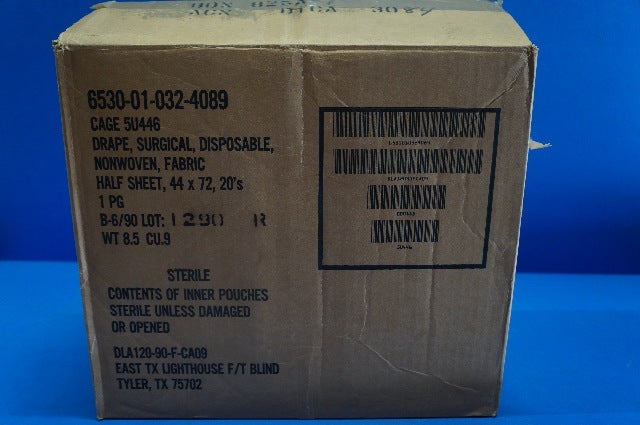 6530-01-032-4089
CAGE 5U446
DRAPE, SURGICAL, DISPOSABLE,
NONWOVEN, FABRIC
HALF SHEET, 44 x 72, 20's
1 PG
B-6/90 LOT: 1290 R
WT 8.5 CU.9
STERILE
CONTENTS OF INNER POUCHES
STERILE UNLESS DAMAGED
OR OPENED
DLA120-90-F-CA09
EAST TX LIGHTHOUSE F/T BLIND
TYLER, TX 75702